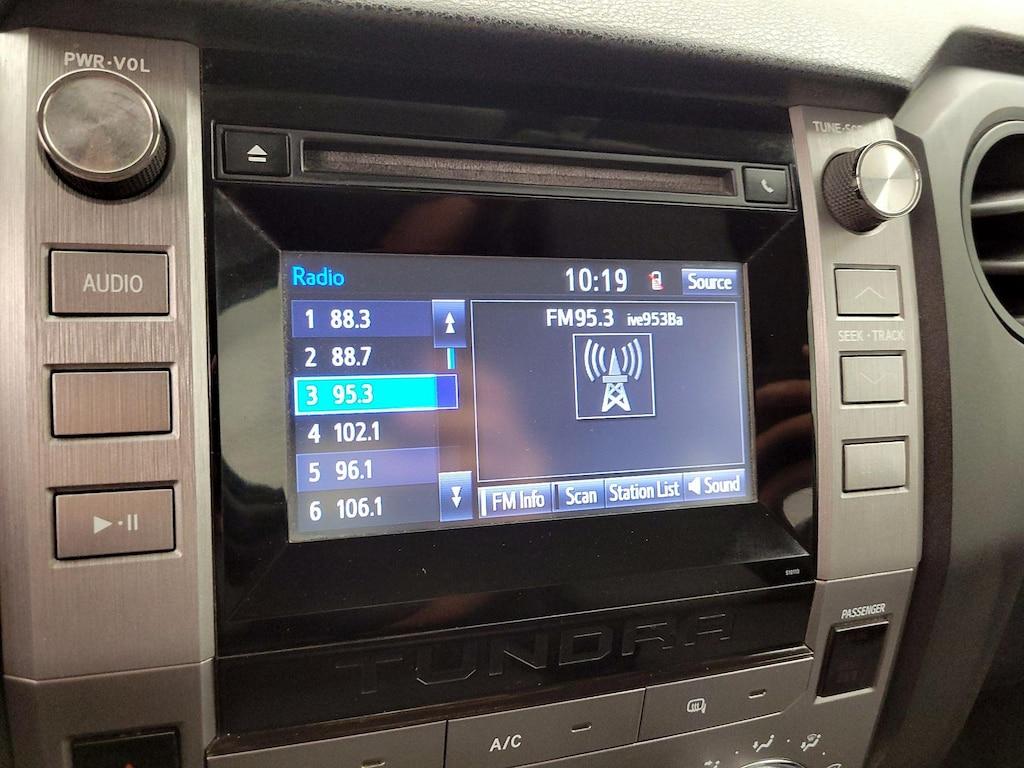 PWR·VOL
TUNE·SC
AUDIO
SEEK·TRACK
Radio
10:19
Source
1 88.3
2 88.7
3 95.3
4 102.1
5 96.1
6 106.1
FM95.3 ive953Ba
FM Info
Scan
Station List
Sound
PASSENGER
TUNDRA
A/C